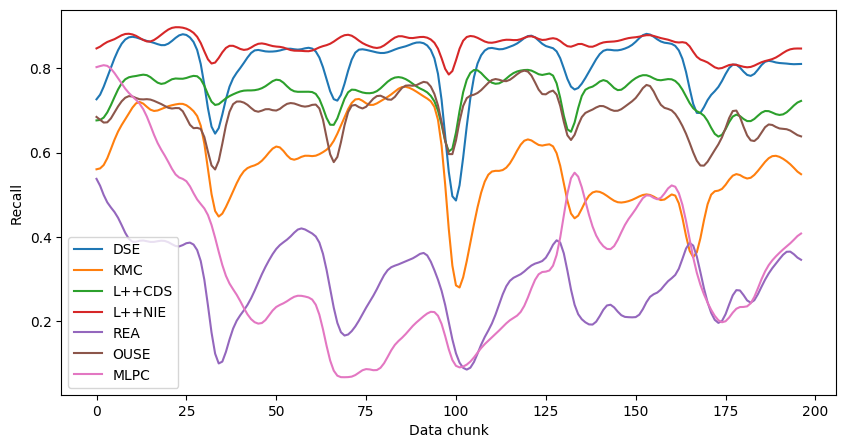 Recall
0.8
0.6
0.4
0.2
DSE
KMC
L++CDS
L++NIE
REA
OUSE
MLPC
0 25 50 75 100 125 150 175 200
Data chunk